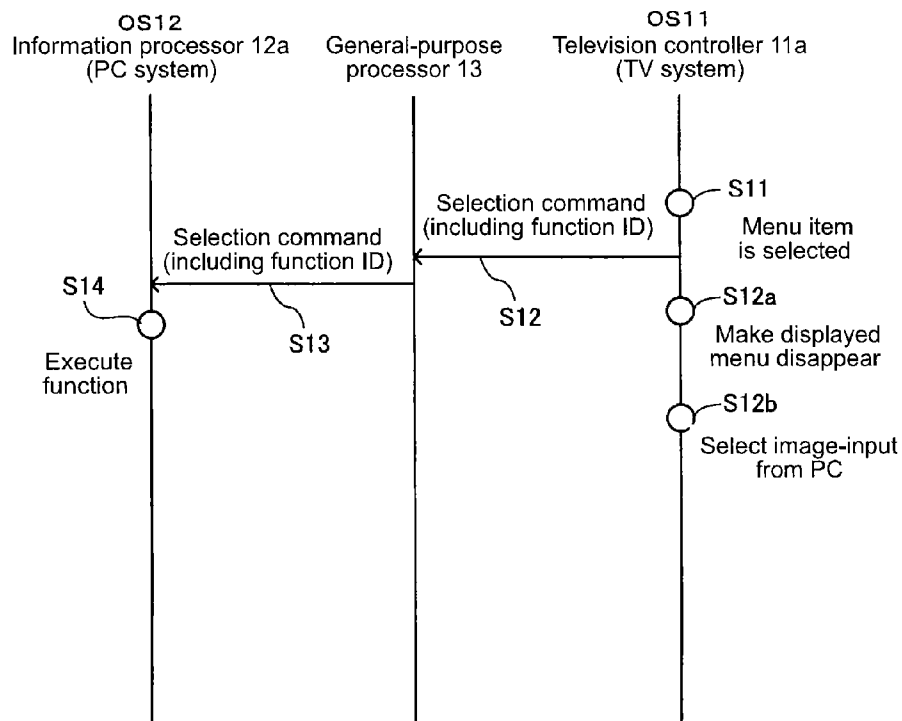 OS12
Information processor 12a
(PC system)
General-purpose
processor 13
OS11
Television controller 11a
(TV system)
S11
Menu item
is selected
Selection command
(including function ID)
S12
Selection command
(including function ID)
S13
S12a
Make displayed
menu disappear
S14
Execute
function
S12b
Select image-input
from PC